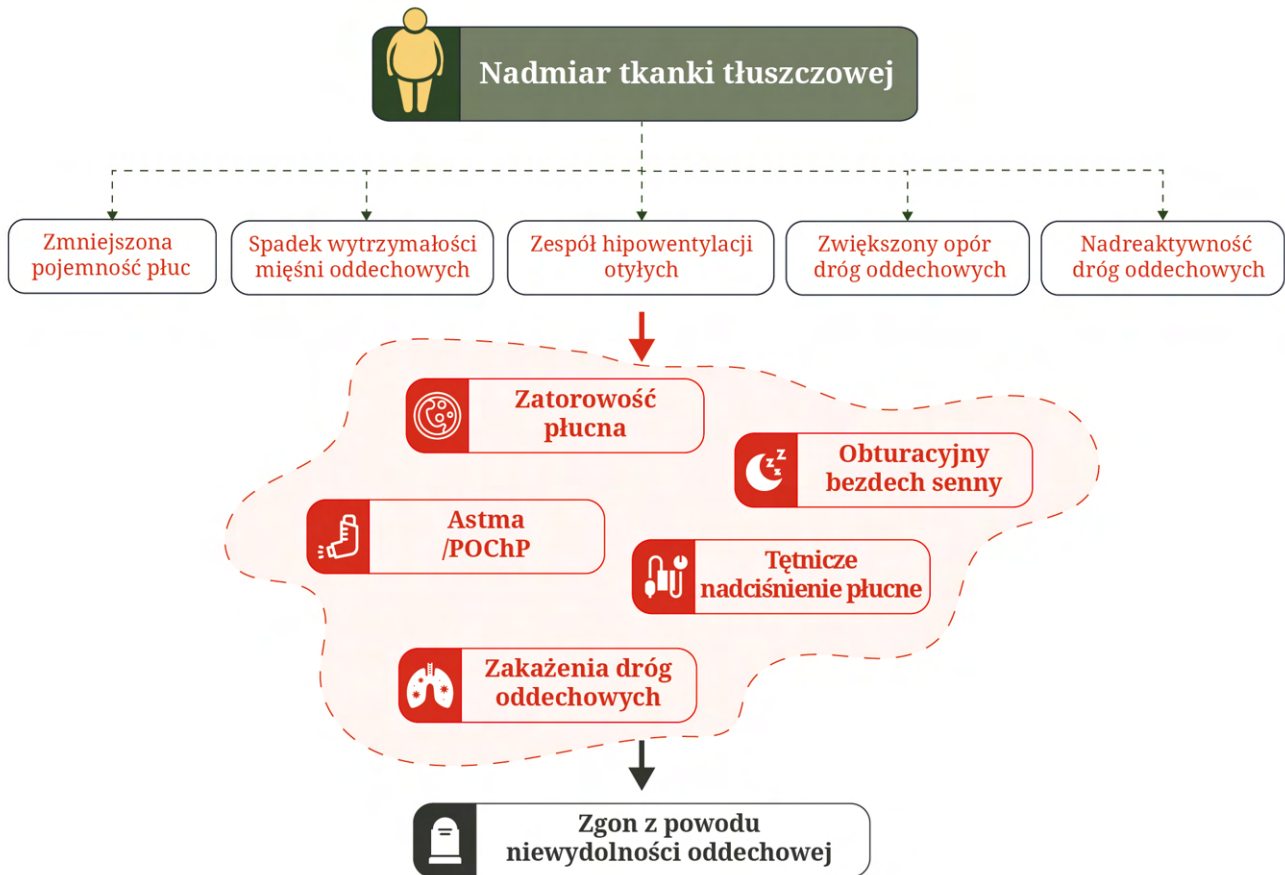 Nadmiar tkanki tłuszczowej
Zmniejszona
pojemność płuc
Spadek wytrzymałości
mięśni oddechowych
Zespół hipowentylacji
otyłych
Zwiększony opór
dróg oddechowych
Nadreaktywność
dróg oddechowych
Zatorowość
płucna
Obturacyjny
bezdech senny
Astma
/POChP
Tętnicze
nadciśnienie płucne
Zakażenia dróg
oddechowych
Zgon z powodu
niewydolności oddechowej